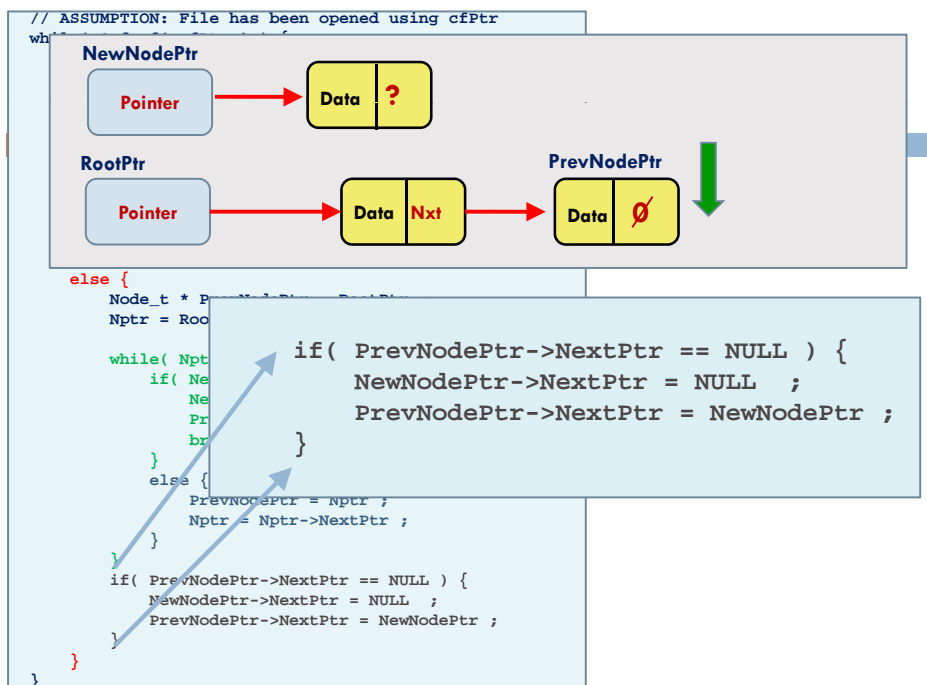 // ASSUMPTION: File has been opened using cfPtr
NewNodePtr
Pointer
Data ?
RootPtr
PrevNodePtr
Pointer
Data Nxt
Data Ø
else {
Node_t * P
Nptr = Roo
while( Npt
if( Ne
Ne
Pr
br
}
else {
PrevNodePtr = Nptr ;
Nptr = Nptr->NextPtr ;
}
}
if( PrevNodePtr->NextPtr == NULL ) {
NewNodePtr->NextPtr = NULL ;
PrevNodePtr->NextPtr = NewNodePtr ;
}
}
}
if( PrevNodePtr->NextPtr == NULL ) {
NewNodePtr->NextPtr = NULL ;
PrevNodePtr->NextPtr = NewNodePtr ;
}